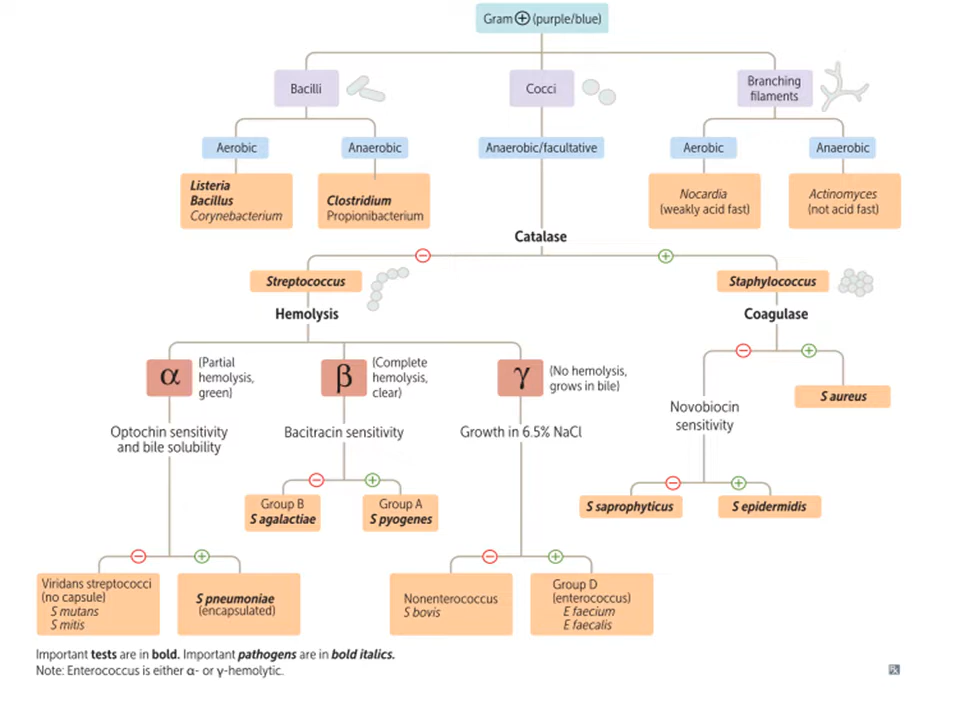 Gram ⊕ (purple/blue)
Bacilli
Cocci
Branching
filaments
Aerobic
Anaerobic
Anaerobic/facultative
Aerobic
Anaerobic
Listeria
Bacillus
Corynebacterium
Clostridium
Propionibacterium
Nocardia
(weakly acid fast)
Actinomyces
(not acid fast)
Catalase
−
+
Streptococcus
Staphylococcus
Hemolysis
Coagulase
α
(Partial
hemolysis,
green)
β
(Complete
hemolysis,
clear)
γ
(No hemolysis,
grows in bile)
−
+
S aureus
Novobiocin
sensitivity
Optochin sensitivity
and bile solubility
Bacitracin sensitivity
Growth in 6.5% NaCl
−
+
−
+
Group B
S agalactiae
Group A
S pyogenes
S saprophyticus
S epidermidis
−
+
−
+
Viridans streptococci
(no capsule)
S mutans
S mitis
S pneumoniae
(encapsulated)
Nonenterococcus
S bovis
Group D
(enterococcus)
E faecium
E faecalis
Important tests are in bold. Important pathogens are in bold italics.
Note: Enterococcus is either α- or γ-hemolytic.